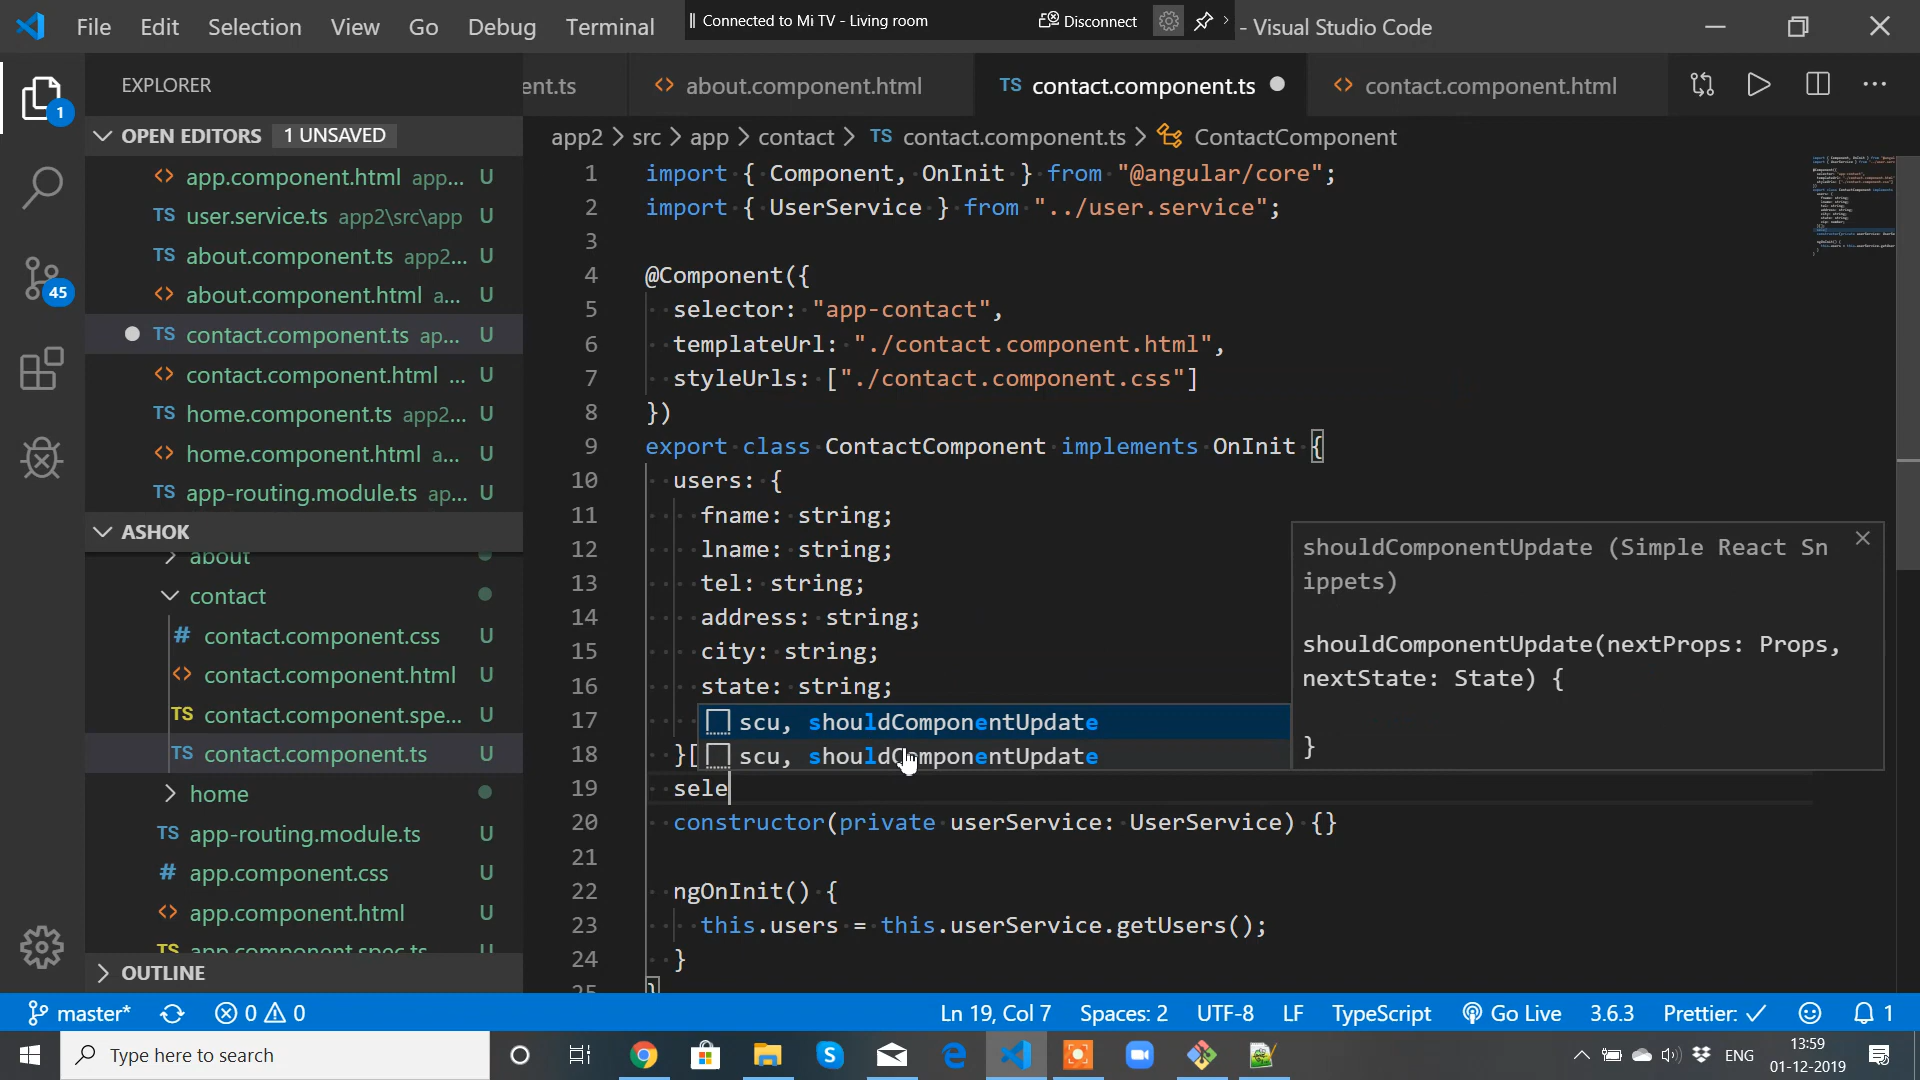 File Edit Selection View Go Debug Terminal
Connected to Mi TV - Living room
Disconnect
- Visual Studio Code
EXPLORER
ent.ts
about.component.html
TS contact.component.ts
contact.component.html
1
OPEN EDITORS 1 UNSAVED
app2 > src > app > contact > TS contact.component.ts > ContactComponent
app.component.html app... U
TS user.service.ts app2\src\app U
TS about.component.ts app2... U
about.component.html a... U
TS contact.component.ts ap... U
contact.component.html ... U
TS home.component.ts app2... U
home.component.html a... U
TS app-routing.module.ts ap... U
45
ASHOK
about
contact
# contact.component.css U
contact.component.html U
TS contact.component.spe... U
TS contact.component.ts U
home
TS app-routing.module.ts U
# app.component.css U
app.component.html U
TS app.component.spec.ts U
OUTLINE
1 import { Component, OnInit } from "@angular/core";
2 import { UserService } from "../user.service";
3
4 @Component({
5 selector: "app-contact",
6 templateUrl: "./contact.component.html",
7 styleUrls: ["./contact.component.css"]
8 })
9 export class ContactComponent implements OnInit {
10 users: {
11 fname: string;
12 lname: string;
13 tel: string;
14 address: string;
15 city: string;
16 state: string;
17
18 }[
19 sele
20 constructor(private userService: UserService) {}
21
22 ngOnInit() {
23 this.users = this.userService.getUsers();
24 }
25 }
scu, shouldComponentUpdate
scu, shouldComponentUpdate
shouldComponentUpdate (Simple React Sn
ippets)
shouldComponentUpdate(nextProps: Props,
nextState: State) {
}
master* 0 0
Ln 19, Col 7 Spaces: 2 UTF-8 LF TypeScript Go Live 3.6.3 Prettier: ✓ 1
Type here to search
ENG
13:59
01-12-2019